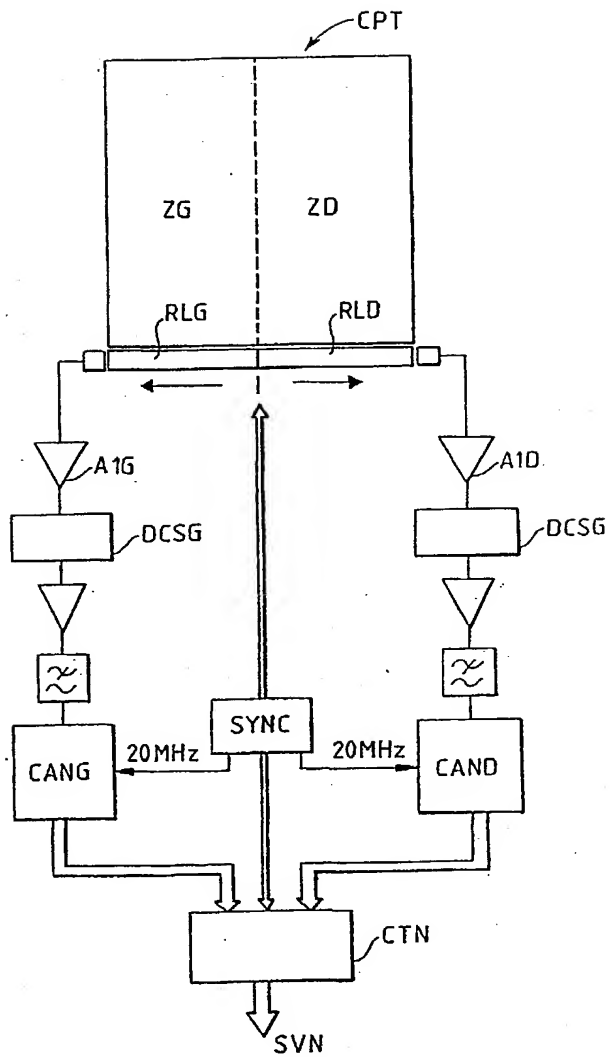 CPT
ZG
ZD
RLG
RLD
A1G
A1D
DCSG
DCSG
SYNC
20MHz
20MHz
CANG
CAND
CTN
SVN